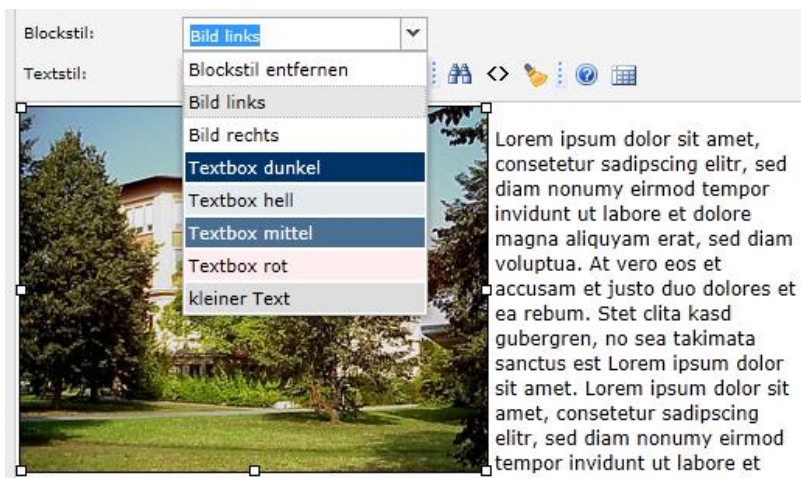 Blockstil:
Bild links
Textstil:
Blockstil entfernen
Bild links
Bild rechts
Textbox dunkel
Textbox hell
Textbox mittel
Textbox rot
kleiner Text
Lorem ipsum dolor sit amet,
consetetur sadipscing elitr, sed
diam nonumy eirmod tempor
invidunt ut labore et dolore
magna aliquyam erat, sed diam
voluptua. At vero eos et
accusam et justo duo dolores et
ea rebum. Stet clita kasd
gubergren, no sea takimata
sanctus est Lorem ipsum dolor
sit amet. Lorem ipsum dolor sit
amet, consetetur sadipscing
elitr, sed diam nonumy eirmod
tempor invidunt ut labore et